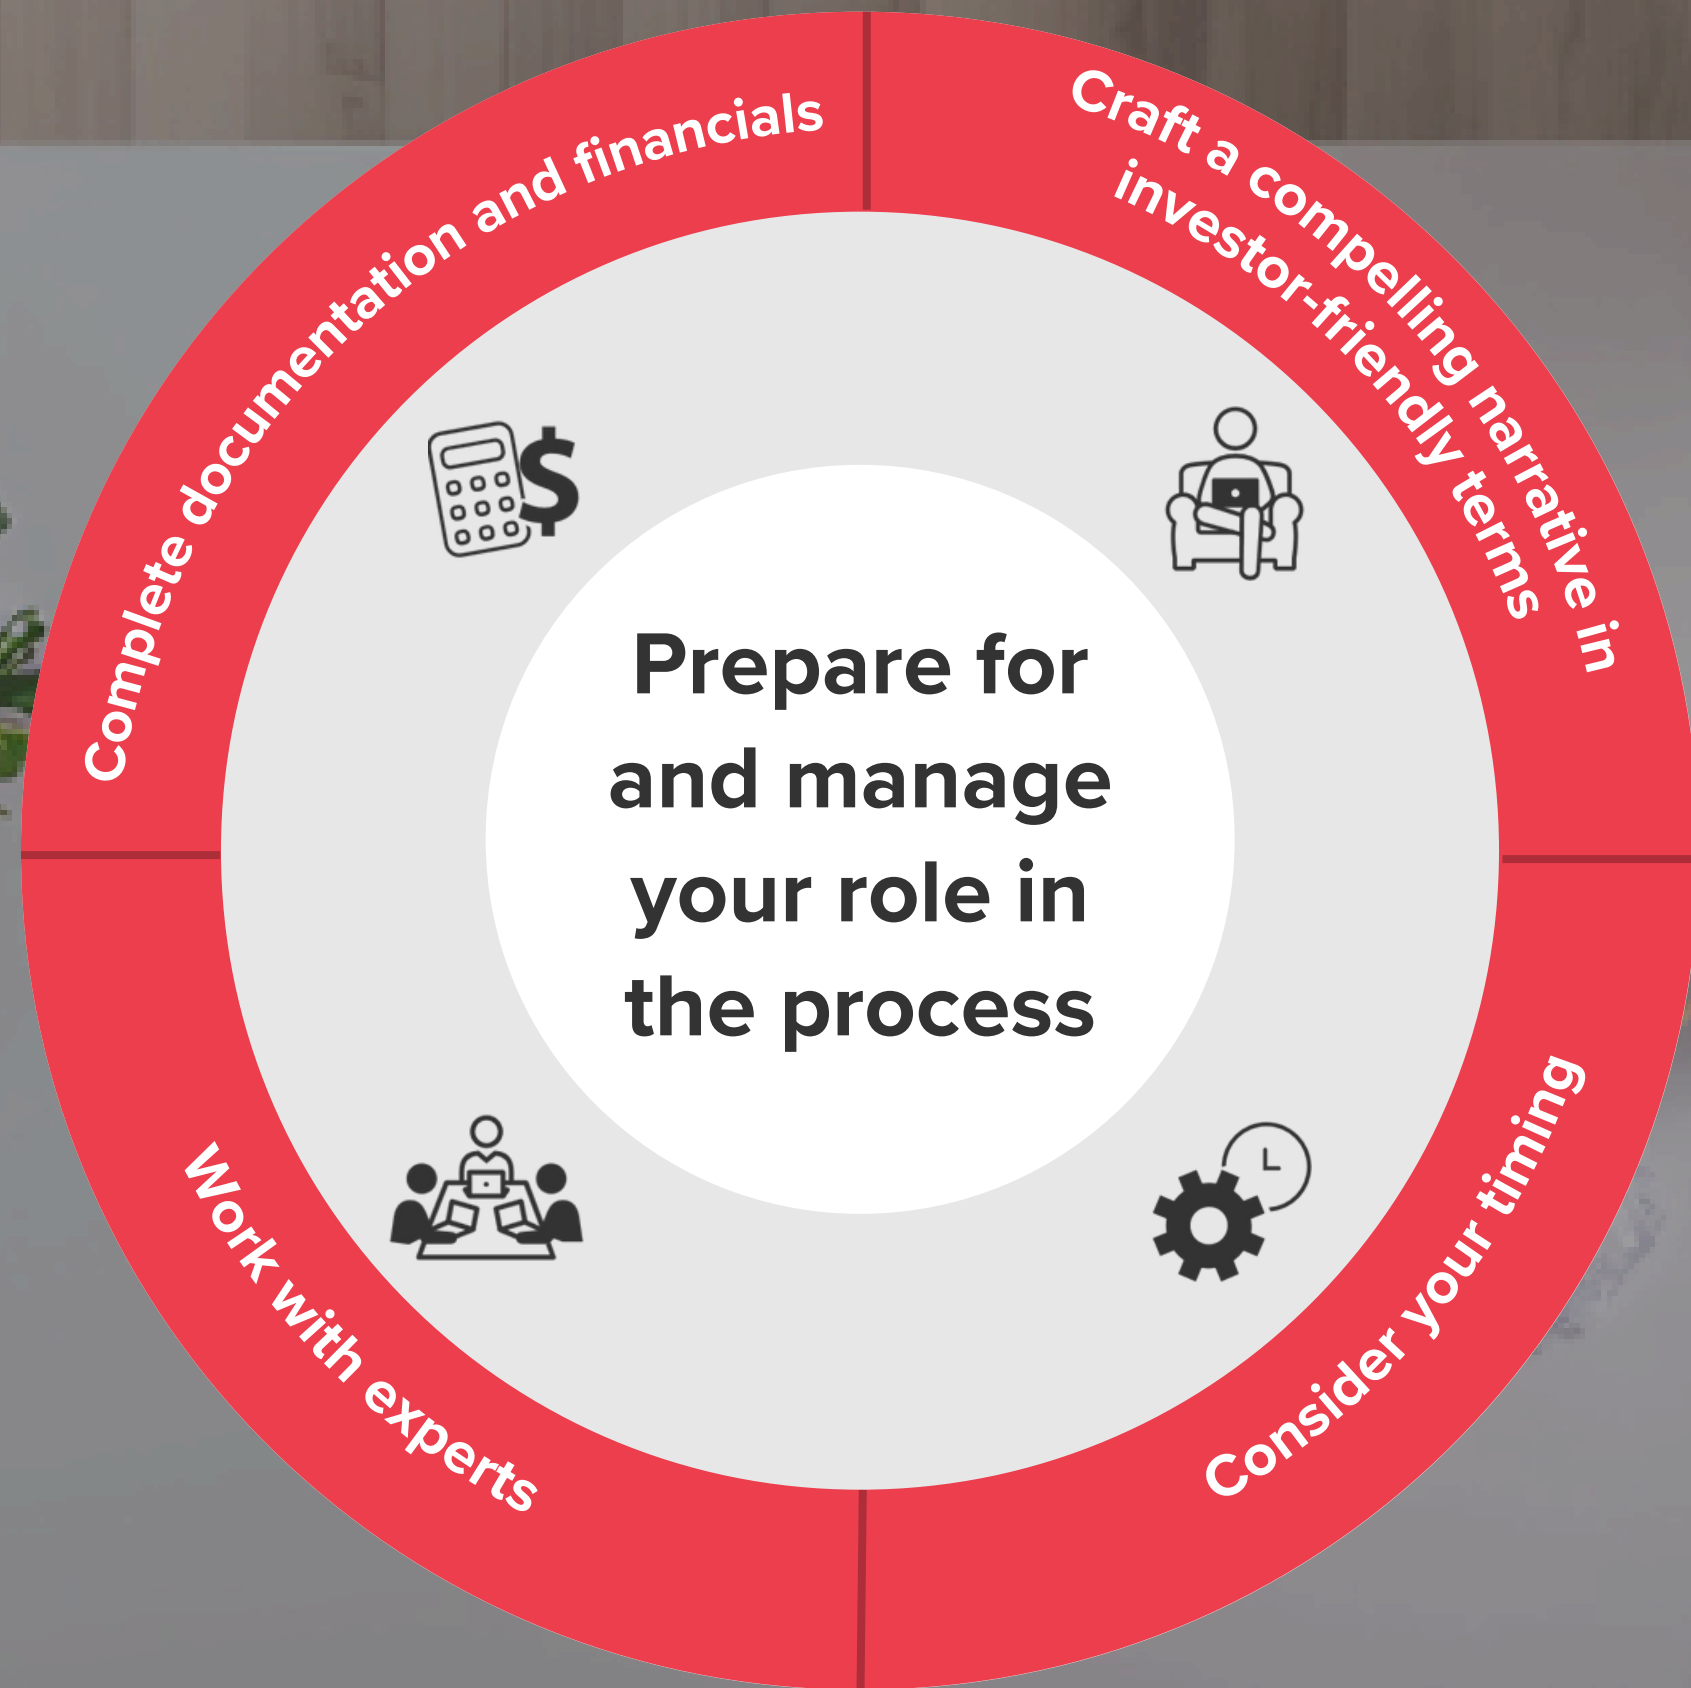 Complete documentation and financials
Craft a compelling narrative in
investor-friendly terms
Prepare for
and manage
your role in
the process
Work with experts
Consider your timing